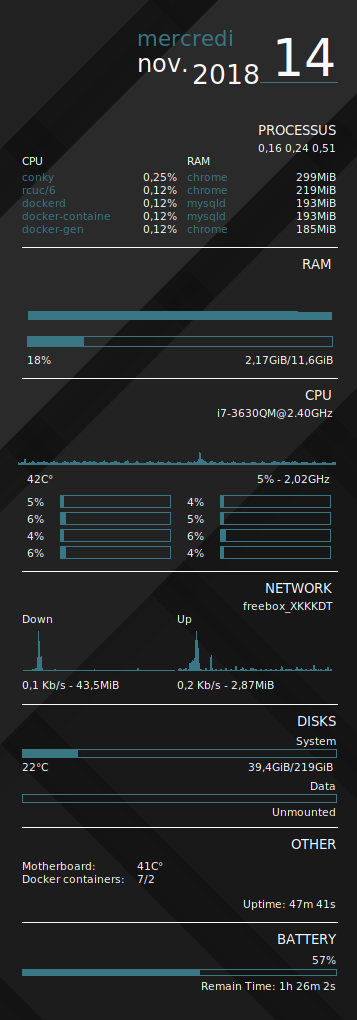 mercredi
nov. 2018 14
PROCESSUS
0,16 0,24 0,51
CPU RAM
conky 0,25% chrome 299MiB
rcuc/6 0,12% chrome 219MiB
dockerd 0,12% mysqld 193MiB
docker-containe 0,12% mysqld 193MiB
docker-gen 0,12% chrome 185MiB
RAM
18% 2,17GiB/11,6GiB
CPU
i7-3630QM@2.40GHz
42C° 5% - 2,02GHz
5% 4%
6% 5%
4% 6%
6% 4%
NETWORK
freebox_XKKKDT
Down Up
0,1 Kb/s - 43,5MiB 0,2 Kb/s - 2,87MiB
DISKS
System
22°C 39,4GiB/219GiB
Data
Unmounted
OTHER
Motherboard: 41C°
Docker containers: 7/2
Uptime: 47m 41s
BATTERY
57%
Remain Time: 1h 26m 2s